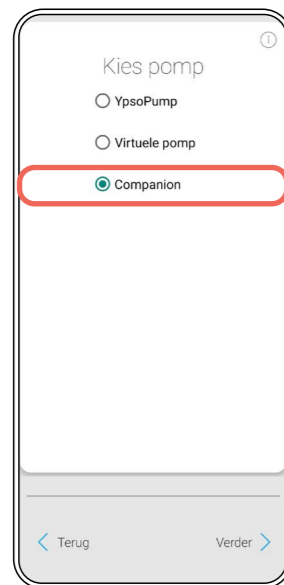 Kies pomp
YpsoPump
Virtuele pomp
Companion
Terug
Verder